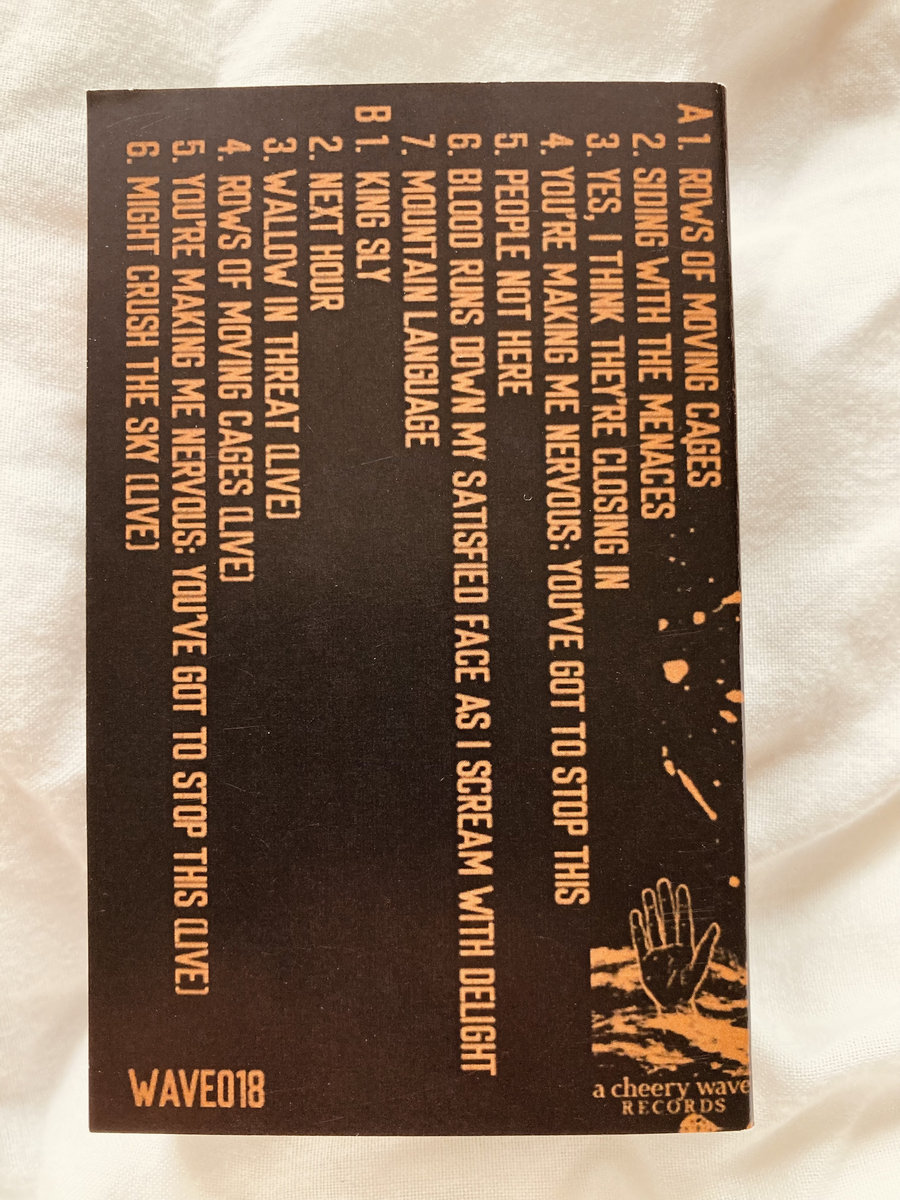 A 1. ROWS OF MOVING CAGES
2. SIDING WITH THE MENACES
3. YES, I THINK THEY'RE CLOSING IN
4. YOU'RE MAKING ME NERVOUS: YOU'VE GOT TO STOP THIS
5. PEOPLE NOT HERE
6. BLOOD RUNS DOWN MY SATISFIED FACE AS I SCREAM WITH DELIGHT
7. MOUNTAIN LANGUAGE
B 1. KING SLY
2. NEXT HOUR
3. WALLOW IN THREAT (LIVE)
4. ROWS OF MOVING CAGES (LIVE)
5. YOU'RE MAKING ME NERVOUS: YOU'VE GOT TO STOP THIS (LIVE)
6. MIGHT CRUSH THE SKY (LIVE)
a cheery wave
RECORDS
WAVE018